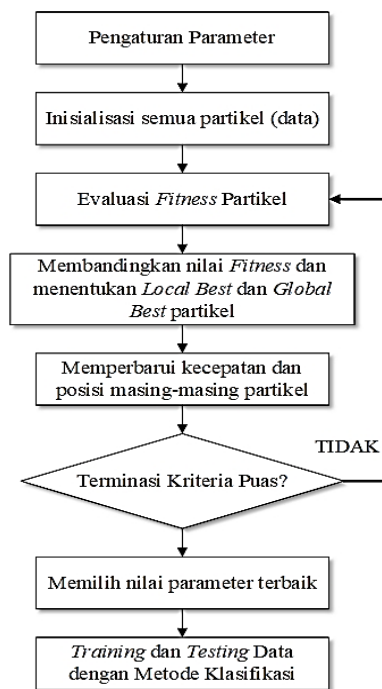 Pengaturan Parameter
Inisialisasi semua partikel (data)
Evaluasi Fitness Partikel
Membandingkan nilai Fitness dan
menentukan Local Best dan Global
Best partikel
Memperbarui kecepatan dan
posisi masing-masing partikel
TIDAK
Terminasi Kriteria Puas?
Memilih nilai parameter terbaik
Training dan Testing Data
dengan Metode Klasifikasi